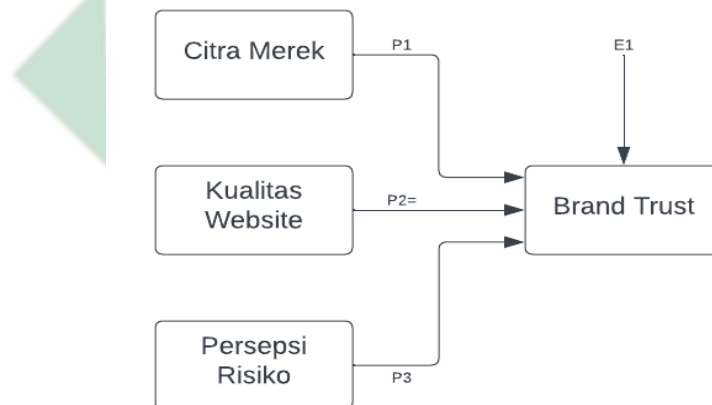 Citra Merek
P1
E1
Kualitas
Website
P2=
Brand Trust
Persepsi
Risiko
P3